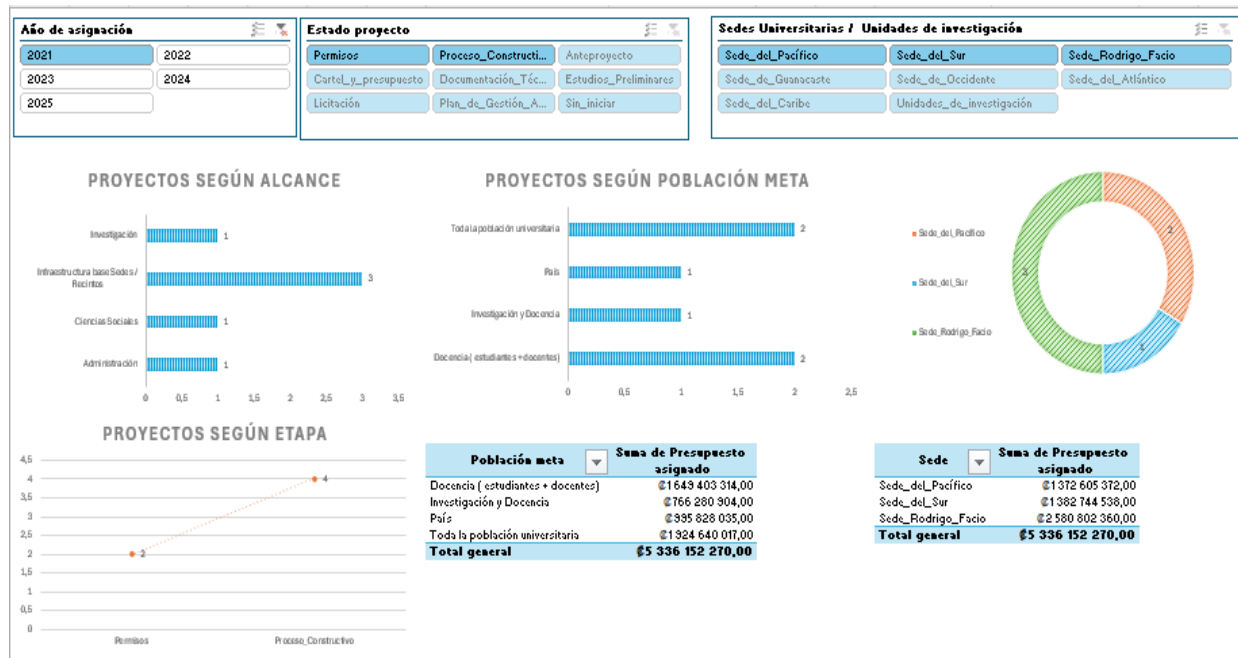 Año de asignación
2021
2022
2023
2024
2025
Estado proyecto
Permisos
Proceso_Constructi...
Anteproyecto
Cartel_y_presupuesto
Documentación_Téc...
Estudios_Preliminares
Licitación
Plan_de_Gestión_A...
Sin_iniciar
Sedes Universitarias / Unidades de investigación
Sede_del_Pacífico
Sede_del_Sur
Sede_Rodrigo_Facio
Sede_de_Guanacaste
Sede_de_Occidente
Sede_del_Atlántico
Sede_del_Caribe
Unidades_de_investigación
PROYECTOS SEGÚN ALCANCE
Investigación
1
Infraestructura base Sedes /
Recintos
3
Ciencias Sociales
1
Administración
1
0 0,5 1 1,5 2 2,5 3 3,5
PROYECTOS SEGÚN POBLACIÓN META
Toda la población universitaria
2
País
1
Investigación y Docencia
1
Docencia ( estudiantes + docentes)
2
0 0,5 1 1,5 2 2,5
Sede_del_Pacífico
Sede_del_Sur
Sede_Rodrigo_Facio
2
1
3
PROYECTOS SEGÚN ETAPA
4,5
4
3,5
3
2,5
2
1,5
1
0,5
0
2
4
Permisos
Proceso_Constructivo
Población meta Suma de Presupuesto
asignado
Docencia ( estudiantes + docentes) ₡1 649 403 314,00
Investigación y Docencia ₡766 280 904,00
País ₡995 828 035,00
Toda la población universitaria ₡1 924 640 017,00
Total general ₡5 336 152 270,00
Sede Suma de Presupuesto
asignado
Sede_del_Pacífico ₡1 372 605 372,00
Sede_del_Sur ₡1 382 744 538,00
Sede_Rodrigo_Facio ₡2 580 802 360,00
Total general ₡5 336 152 270,00